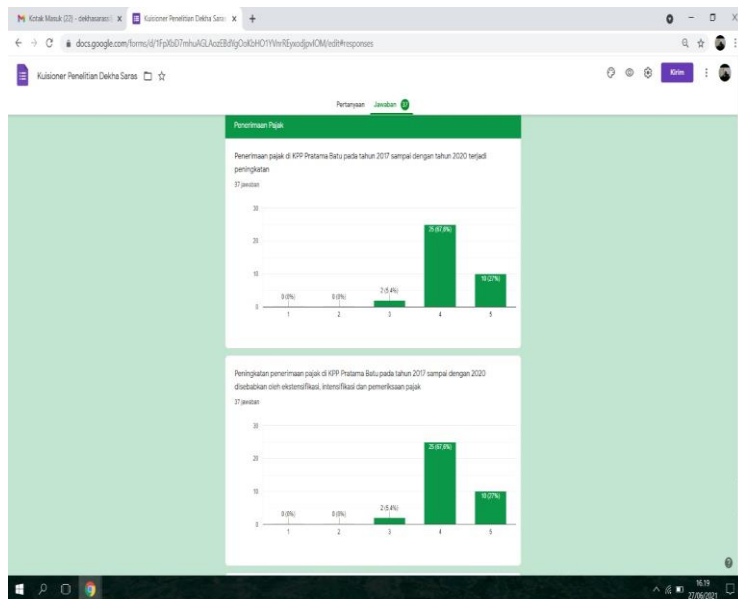 Kotak Masuk (22) - dekhasarass
Kuisioner Penelitian Dekha Saras
Kuisioner Penelitian Dekha Saras
Kirim
Pertanyaan Jawaban 37
Penerimaan Pajak
Penerimaan pajak di KPP Pratama Batu pada tahun 2017 sampai dengan tahun 2020 terjadi
peningkatan
37 jawaban
30
20
10
0
0 (0%) 0 (0%) 2 (5,4%) 25 (67,6%) 10 (27%)
1 2 3 4 5
Peningkatan penerimaan pajak di KPP Pratama Batu pada tahun 2017 sampai dengan 2020
disebabkan oleh ekstensifikasi, intensifikasi dan pemeriksaan pajak
37 jawaban
30
20
10
0
0 (0%) 0 (0%) 2 (5,4%) 25 (67,6%) 10 (27%)
1 2 3 4 5
16.19
27/06/2021